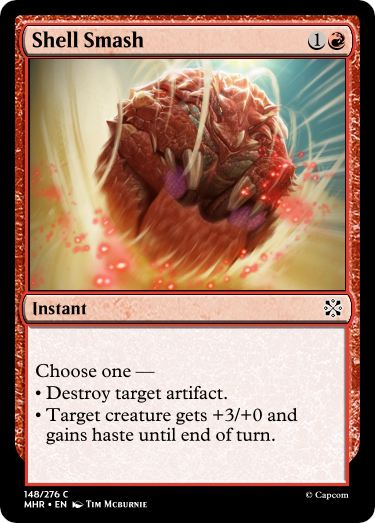 Shell Smash 1
Instant
Choose one —
• Destroy target artifact.
• Target creature gets +3/+0 and
gains haste until end of turn.
148/276 C
MHR • EN Tim Mcburnie
© Capcom